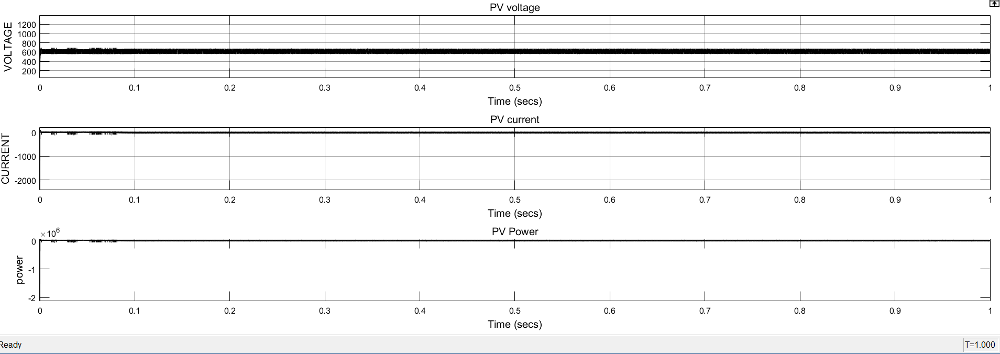 PV voltage
VOLTAGE
1200
1000
800
600
400
200
0 0.1 0.2 0.3 0.4 0.5 0.6 0.7 0.8 0.9 1
Time (secs)
PV current
CURRENT
0
-1000
-2000
0 0.1 0.2 0.3 0.4 0.5 0.6 0.7 0.8 0.9 1
Time (secs)
PV Power
×10⁶
power
0
-1
-2
0 0.1 0.2 0.3 0.4 0.5 0.6 0.7 0.8 0.9 1
Time (secs)
Ready T=1.000